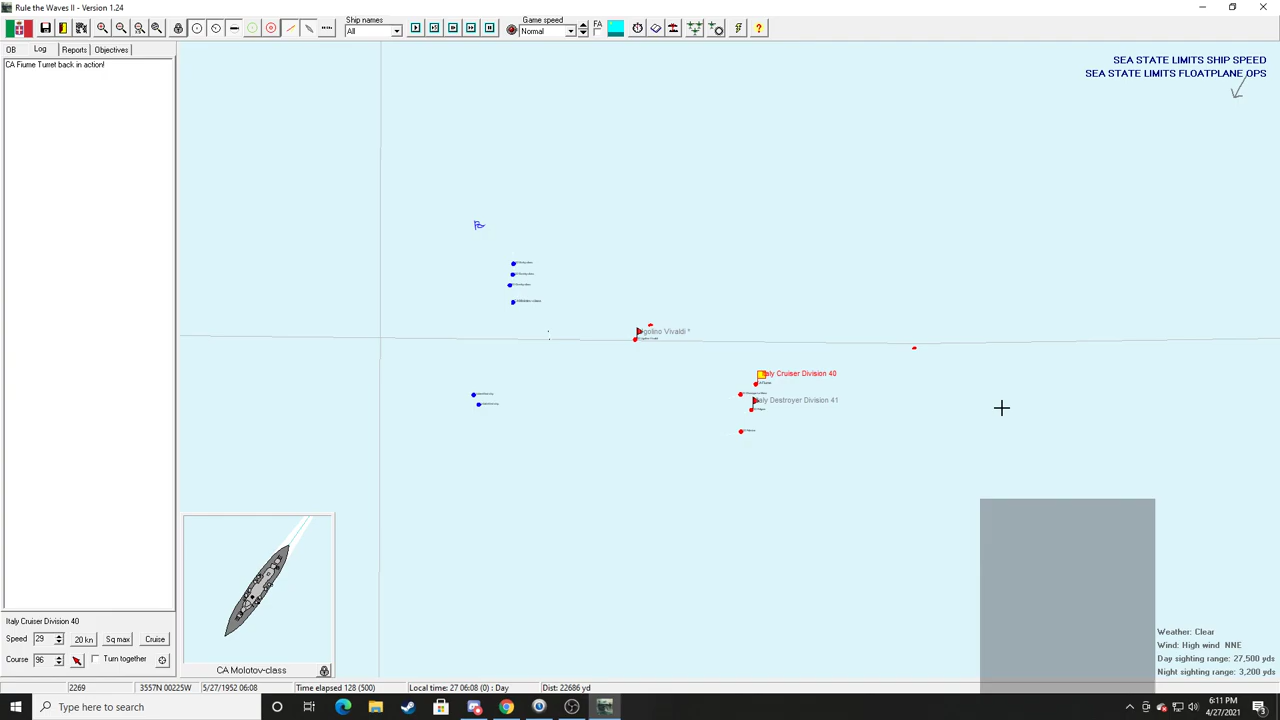 Rule the Waves II - Version 1.24
Ship names
All
Game speed
Normal
FA
OB
Log
Reports
Objectives
CA Fiume Turret back in action!
SEA STATE LIMITS SHIP SPEED
SEA STATE LIMITS FLOATPLANE OPS
Vivaldi *
Italy Cruiser Division 40
CA Fiume
Italy Destroyer Division 41
Italy Cruiser Division 40
Speed
29
20 kn
Sq max
Cruise
Course
96
Turn together
CA Molotov-class
Weather: Clear
Wind: High wind NNE
Day sighting range: 27,500 yds
Night sighting range: 3,200 yds
2269
3557N 00225W
5/27/1952 06:08
Time elapsed 128 (500)
Local time: 27 06:08 (0) : Day
Dist: 22686 yd
Type here to search
6:11 PM
4/27/2021